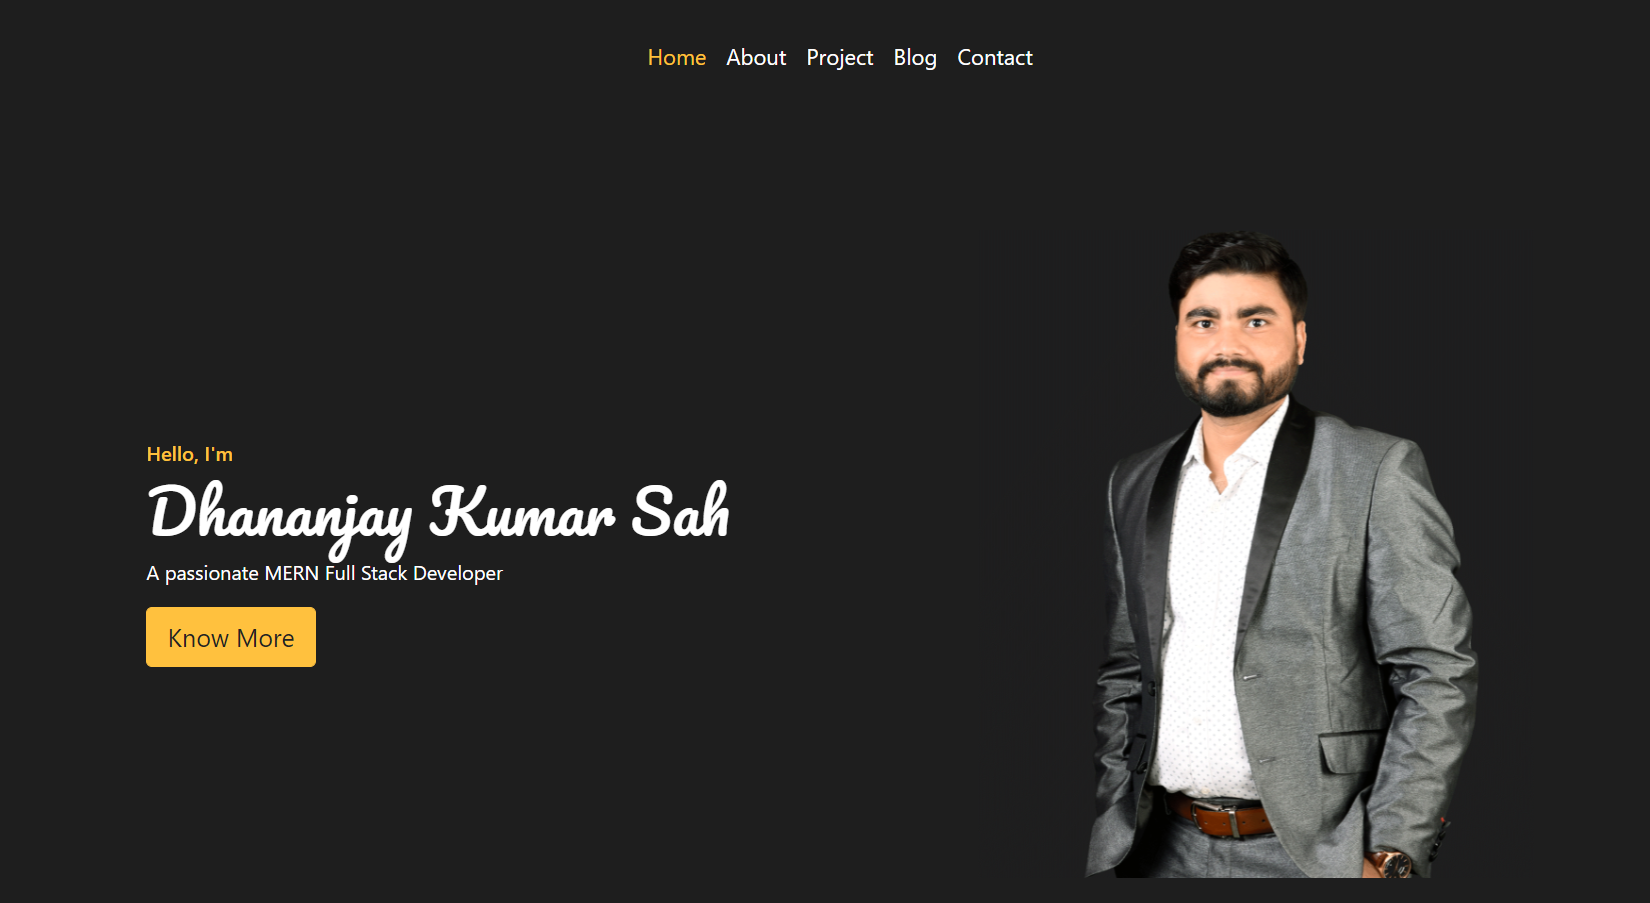 Home About Project Blog Contact
Hello, I'm
Dhananjay Kumar Sah
A passionate MERN Full Stack Developer
Know More